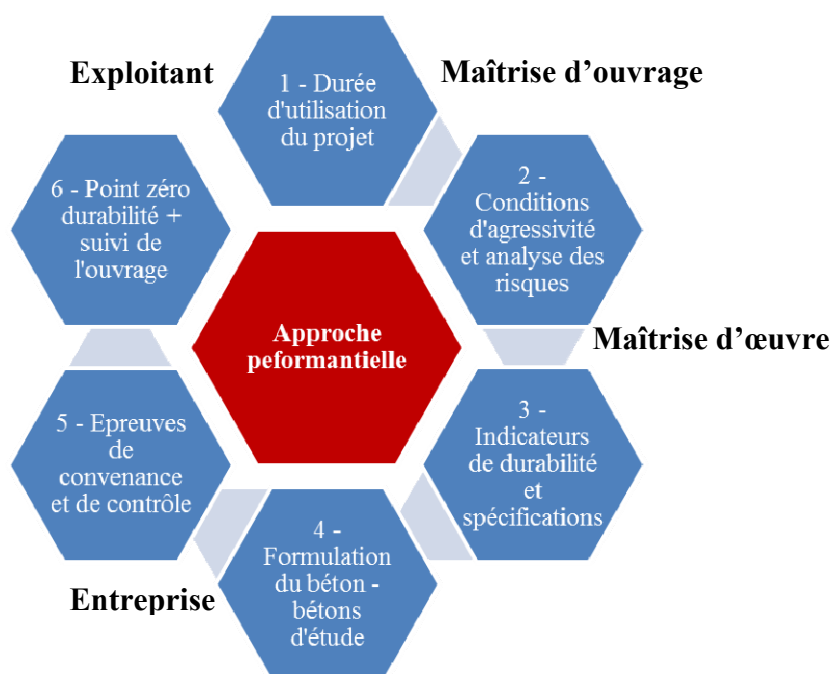 Exploitant
Maîtrise d’ouvrage
1 - Durée
d'utilisation
du projet
2 -
Conditions
d'agressivité
et analyse des
risques
Maîtrise d’œuvre
3 -
Indicateurs
de durabilité
et
spécifications
4 -
Formulation
du béton -
bétons
d'étude
Entreprise
5 - Epreuves
de
convenance
et de contrôle
6 - Point zéro
durabilité +
suivi de
l'ouvrage
Approche
peformantielle